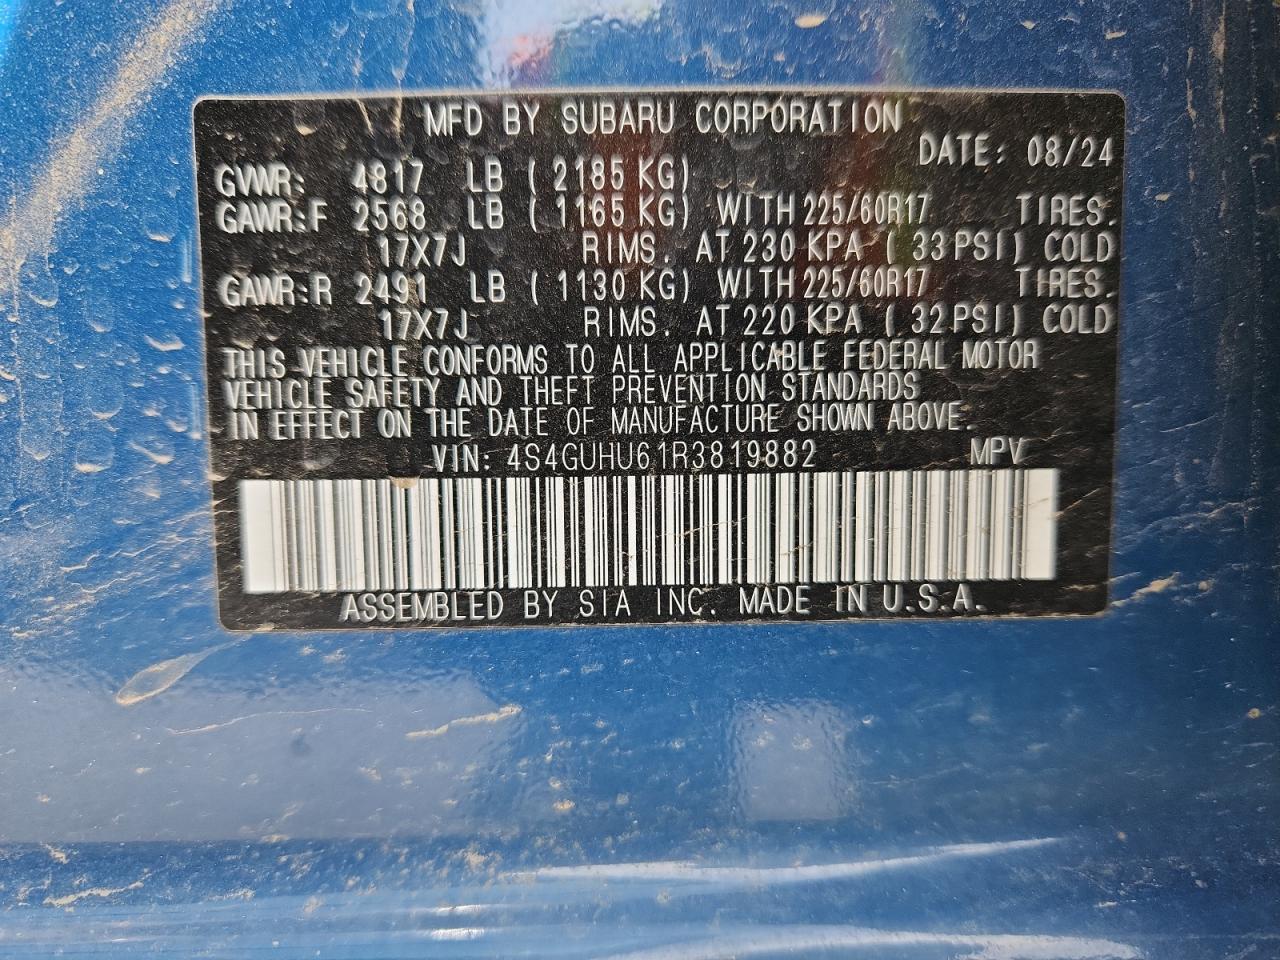 MFD BY SUBARU CORPORATION
DATE: 08/24
GVWR: 4817 LB ( 2185 KG)
GAWR:F 2568 LB ( 1165 KG) WITH 225/60R17 TIRES.
17X7J RIMS. AT 230 KPA ( 33 PSI) COLD
GAWR:R 2491 LB ( 1130 KG) WITH 225/60R17 TIRES.
17X7J RIMS. AT 220 KPA ( 32 PSI) COLD
THIS VEHICLE CONFORMS TO ALL APPLICABLE FEDERAL MOTOR
VEHICLE SAFETY AND THEFT PREVENTION STANDARDS
IN EFFECT ON THE DATE OF MANUFACTURE SHOWN ABOVE.
VIN: 4S4GUHU61R3819882 MPV
ASSEMBLED BY SIA INC. MADE IN U.S.A.